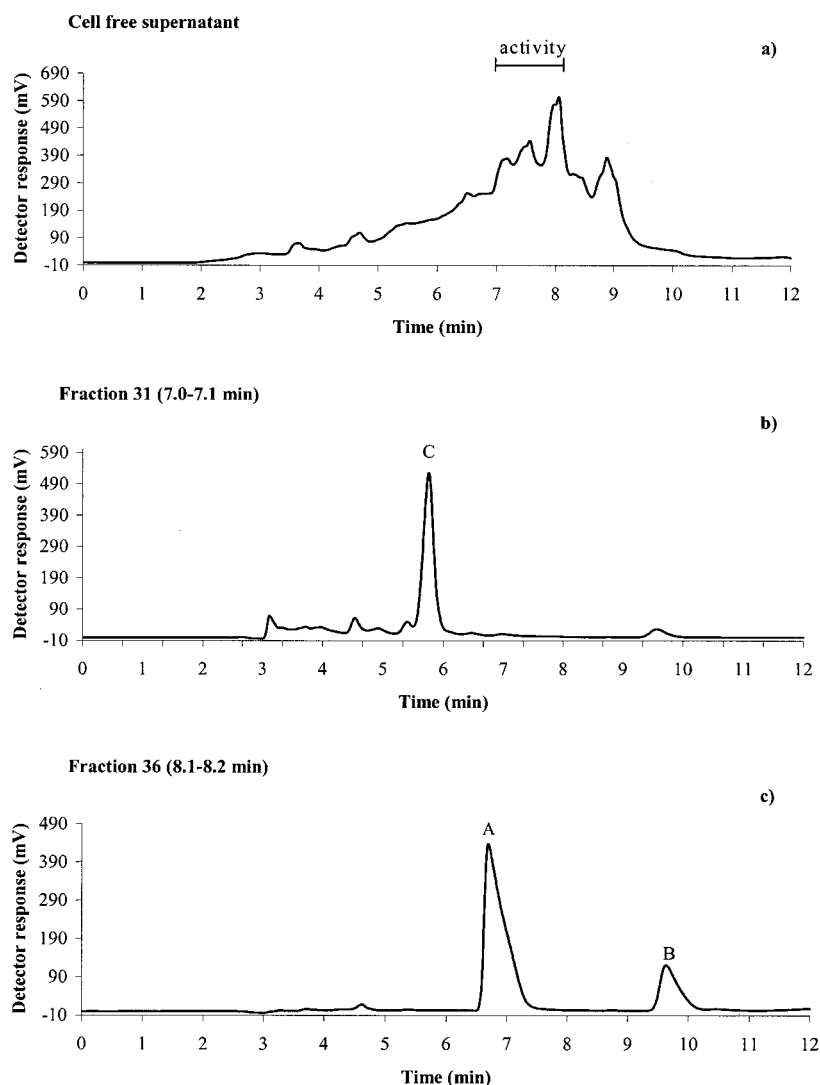 Cell free supernatant
activity
a)
Detector response (mV)
690
590
490
390
290
190
90
-10
0 1 2 3 4 5 6 7 8 9 10 11 12
Time (min)
Fraction 31 (7.0-7.1 min)
b)
C
Detector response (mV)
590
490
390
290
190
90
-10
0 1 2 3 4 5 6 7 8 9 10 12
Time (min)
Fraction 36 (8.1-8.2 min)
c)
A
B
Detector response (mV)
490
390
290
190
90
-10
0 1 2 3 4 5 6 7 8 9 10 11 12
Time (min)